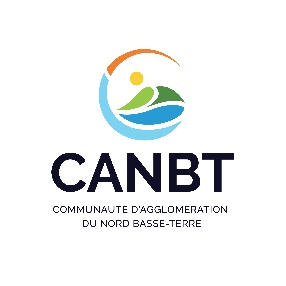 CANBT
COMMUNAUTE D'AGGLOMERATION
DU NORD BASSE-TERRE